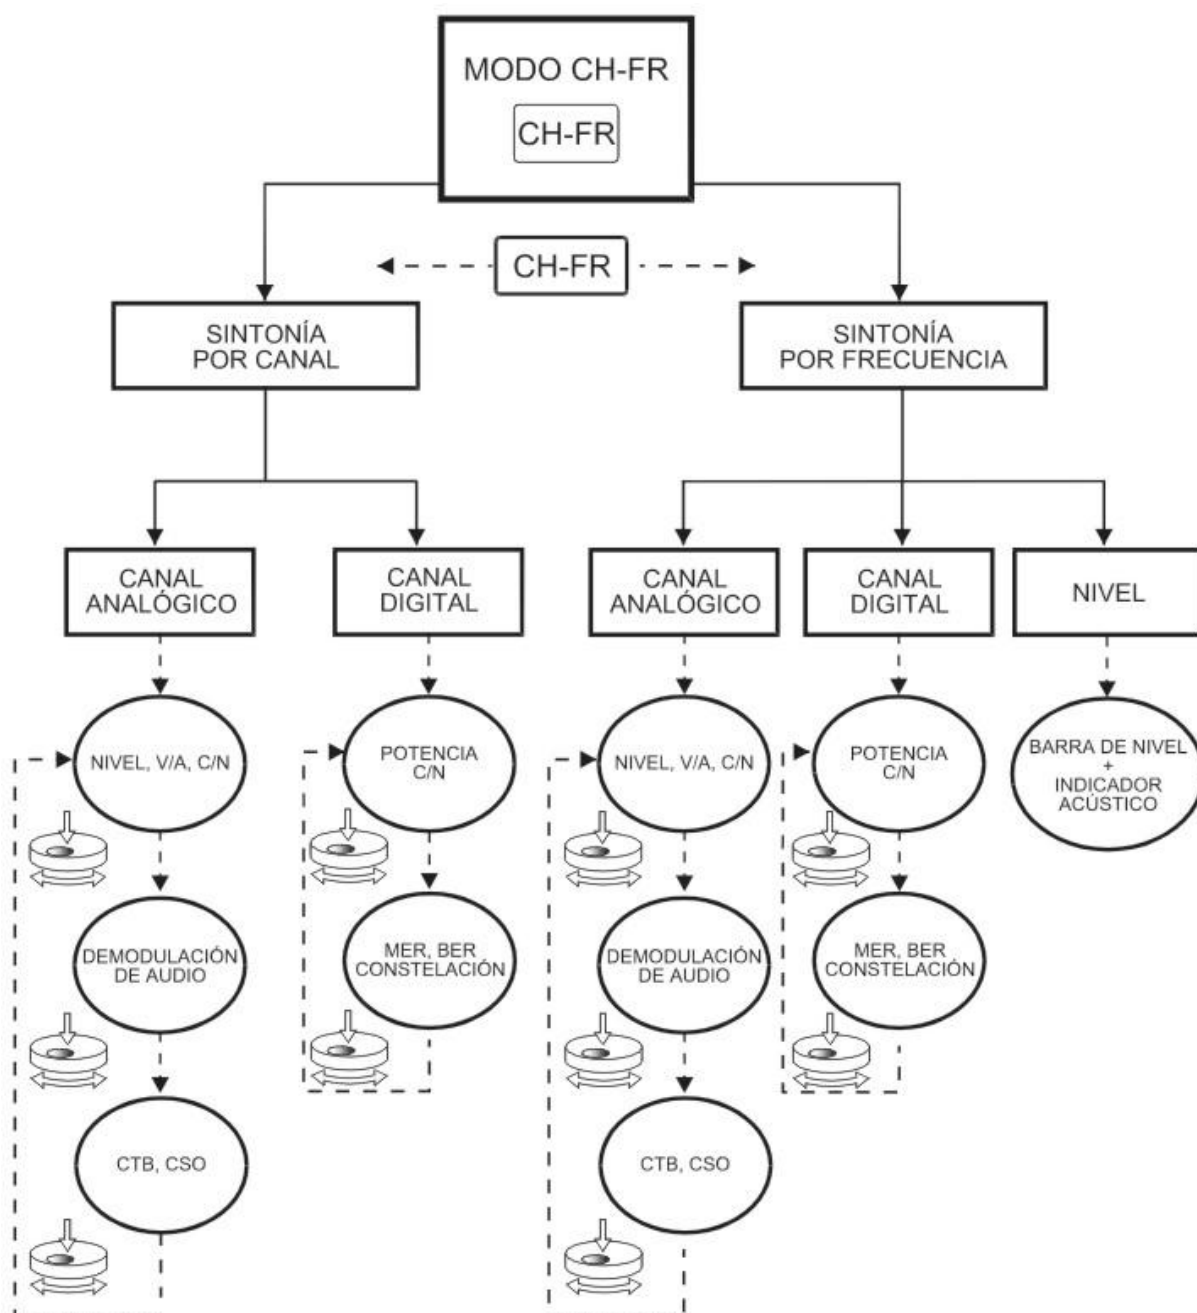 MODO CH-FR
CH-FR
CH-FR
SINTONÍA
POR CANAL
SINTONÍA
POR FRECUENCIA
CANAL
ANALÓGICO
CANAL
DIGITAL
CANAL
ANALÓGICO
CANAL
DIGITAL
NIVEL
NIVEL, V/A, C/N
POTENCIA
C/N
NIVEL, V/A, C/N
POTENCIA
C/N
BARRA DE NIVEL
+
INDICADOR
ACÚSTICO
DEMODULACIÓN
DE AUDIO
MER, BER
CONSTELACIÓN
DEMODULACIÓN
DE AUDIO
MER, BER
CONSTELACIÓN
CTB, CSO
CTB, CSO